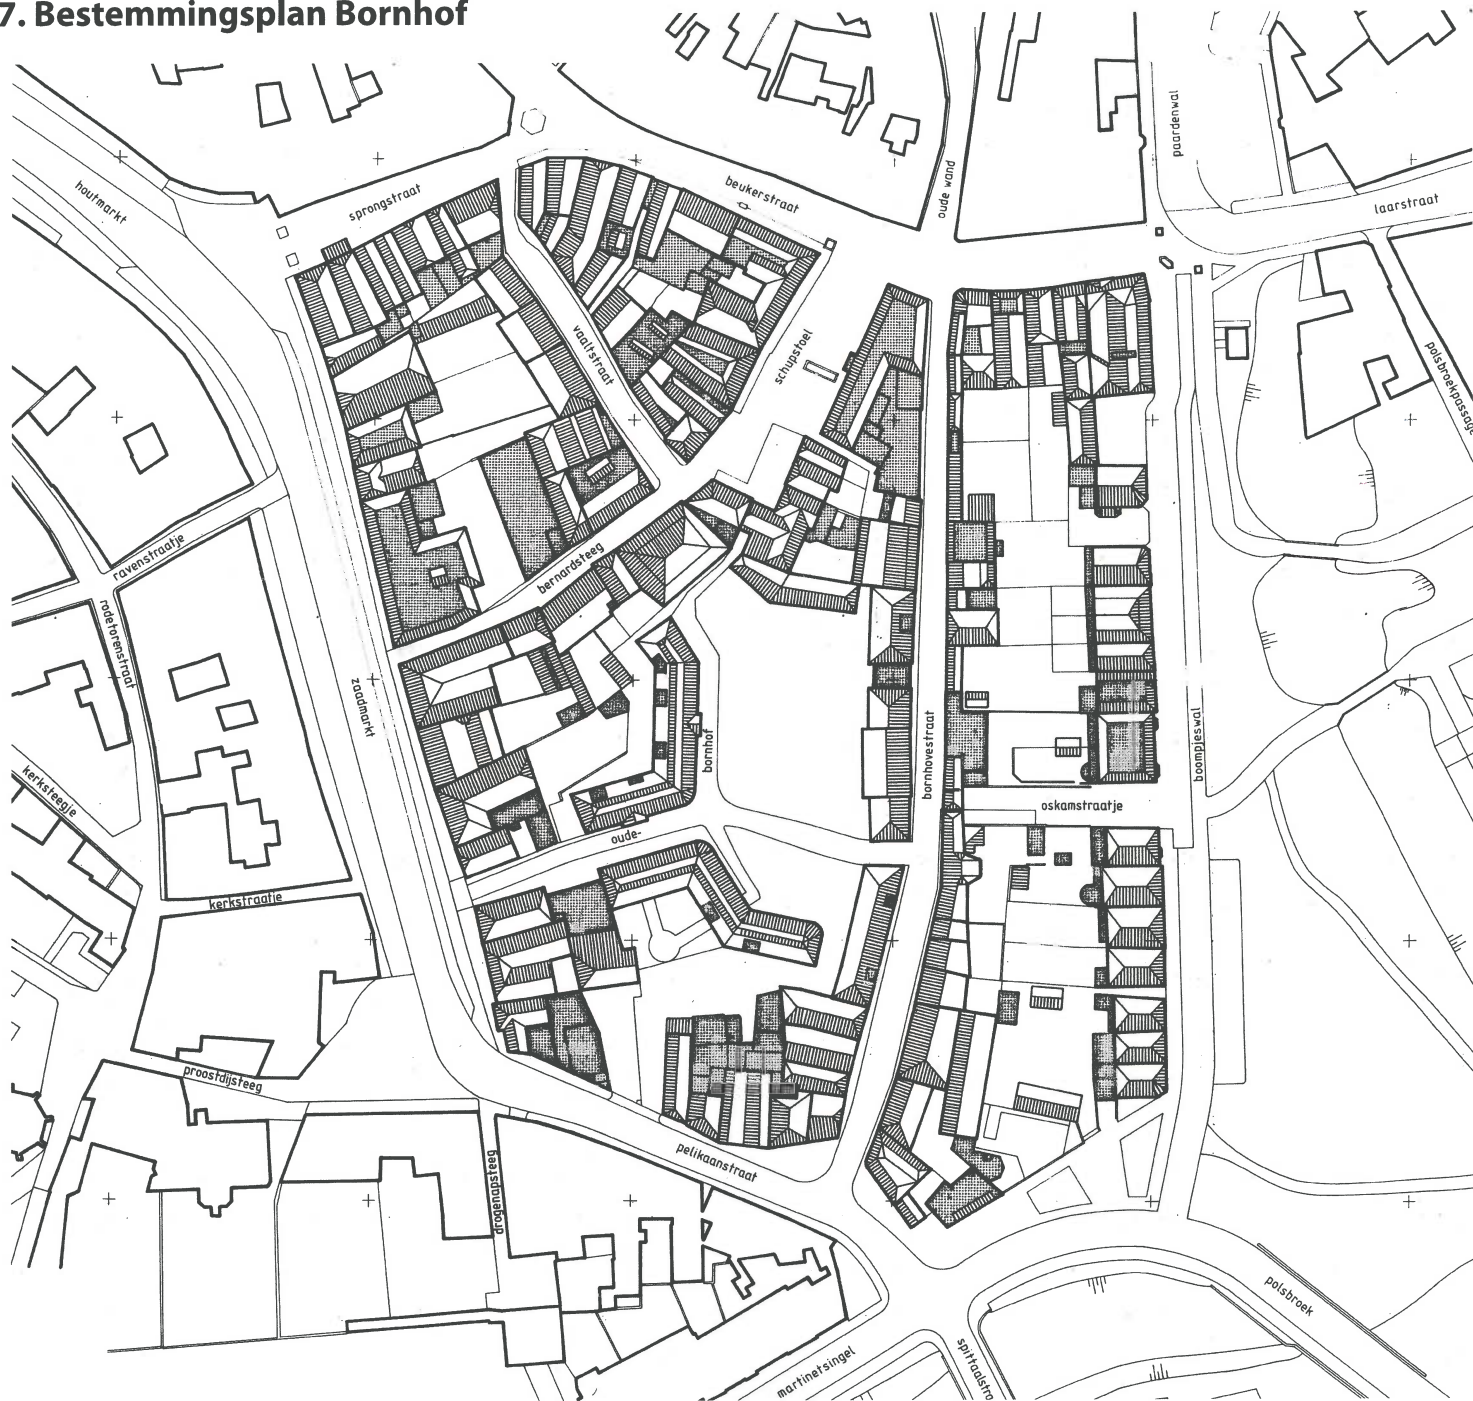 7. Bestemmingsplan Bornhof
paardenwal
houtmarkt
sprongstraat
beukerstraat
oude wand
laarstraat
vaaltstraat
schupstoel
polsbroekpassage
ravenstraatje
bernardsteeg
rodetorenstraat
zaadmarkt
bornhof
bornhovestraat
boompjeswal
kerksteegje
oskamstraatje
oude-
kerkstraatje
proostdijsteeg
pelikaanstraat
drogenapsteeg
polsbroek
martinetsingel
spittaalstra